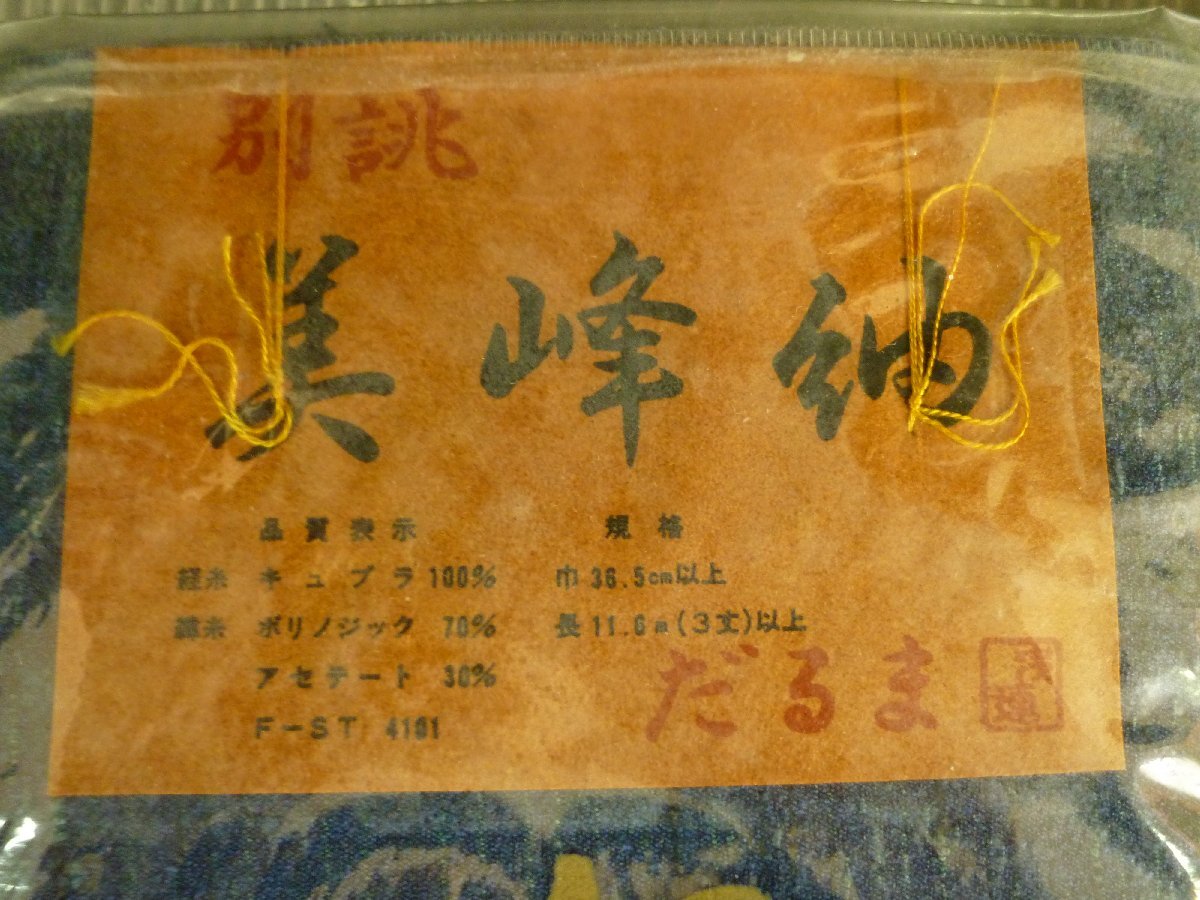 別誂
美峰紬
品質表示 規格
経糸 キュプラ 100% 巾 36.5cm以上
緯糸 ポリノジック 70% 長 11.6m(3丈)以上
アセテート 30%
F-ST 4101
だるま